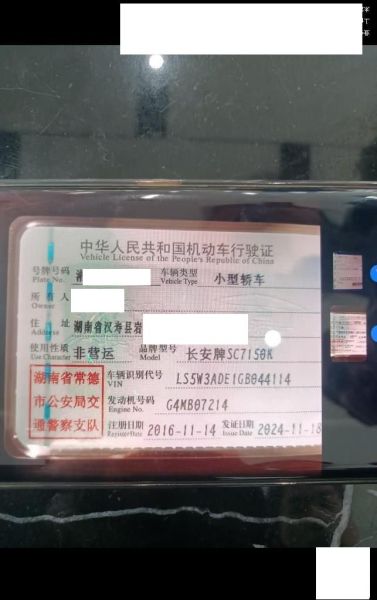 中华人民共和国机动车行驶证
Vehicle License of the People's Republic of China
号牌号码 车辆类型 小型轿车
Plate No. Vehicle Type
所有人
Owner
住址 湖南省汉寿县岩
Address
使用性质 非营运 品牌型号 长安牌SC7150K
Use Character Model
湖南省常德
市公安局交
通警察支队
车辆识别代号 LS5W3ADE1GB044114
VIN
发动机号码 G4MB07214
Engine No.
注册日期 2016-11-14 发证日期 2024-11-18
Register Date Issue Date